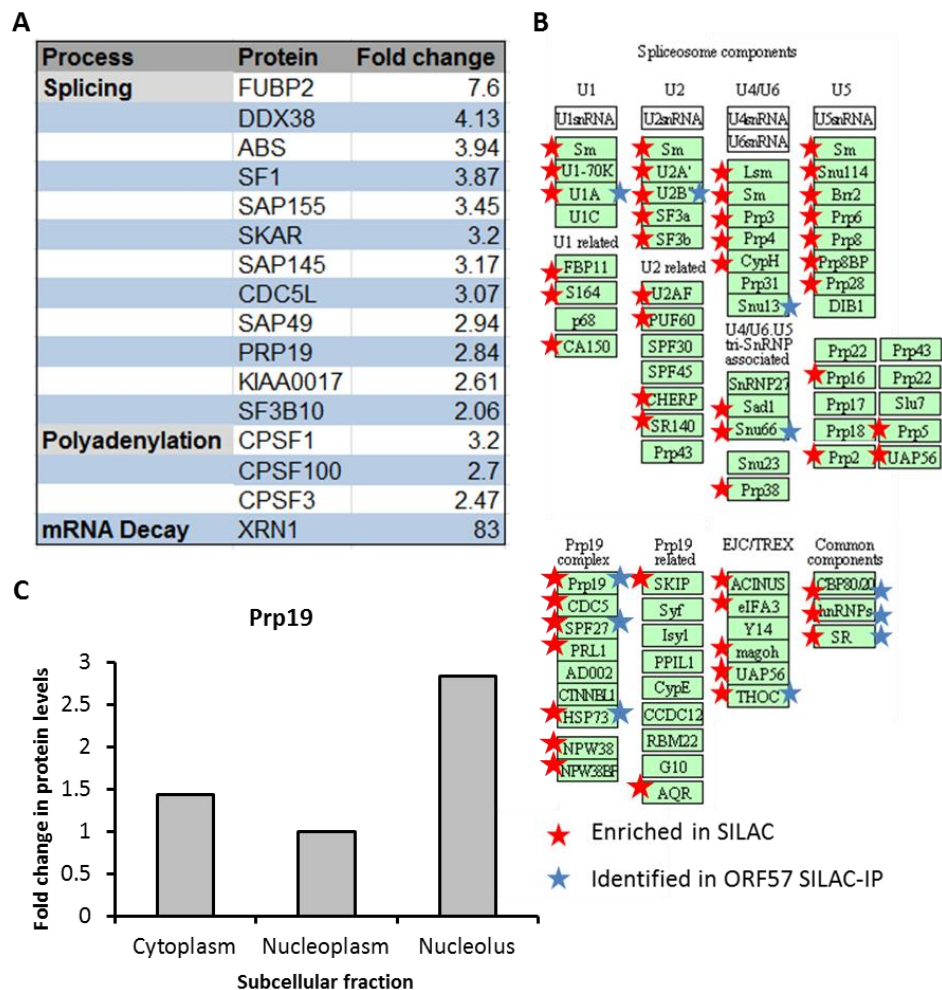 A
Process Protein Fold change
Splicing FUBP2 7.6
DDX38 4.13
ABS 3.94
SF1 3.87
SAP155 3.45
SKAR 3.2
SAP145 3.17
CDC5L 3.07
SAP49 2.94
PRP19 2.84
KIAA0017 2.61
SF3B10 2.06
Polyadenylation CPSF1 3.2
CPSF100 2.7
CPSF3 2.47
mRNA Decay XRN1 83
B
Spliceosome components
U1
U1snRNA
Sm
U1-70K
U1A
U1C
U1 related
FBP11
S164
p68
CA150
U2
U2snRNA
Sm
U2A'
U2B"
SF3a
SF3b
U2 related
U2AF
PUF60
SPF30
SPF45
CHERP
SR140
Prp43
U4/U6
U4snRNA
U6snRNA
Lsm
Sm
Prp3
Prp4
CypH
Prp31
Snu13
U4/U6.U5
tri-SnRNP
associated
SnRNP27
Sad1
Snu66
Snu23
Prp38
U5
U5snRNA
Sm
Snu114
Brr2
Prp6
Prp8
Prp8BP
Prp28
DIB1
Prp22 Prp43
Prp16 Prp22
Prp17 Slu7
Prp18 Prp5
Prp2 UAP56
Prp19
complex
Prp19
CDC5
SPF27
PRL1
AD002
CTNNBL1
HSP73
NPW38
NPW38BP
Prp19
related
SKIP
Syf
Isy1
PPIL1
CypE
CCDC12
RBM22
G10
AQR
EJC/TREX
ACINUS
eIFA3
Y14
magoh
UAP56
THOC
Common
components
CBP80/20
hnRNPs
SR
Enriched in SILAC
Identified in ORF57 SILAC-IP
C
Prp19
Fold change in protein levels
3
2.5
2
1.5
1
0.5
0
Cytoplasm Nucleoplasm Nucleolus
Subcellular fraction